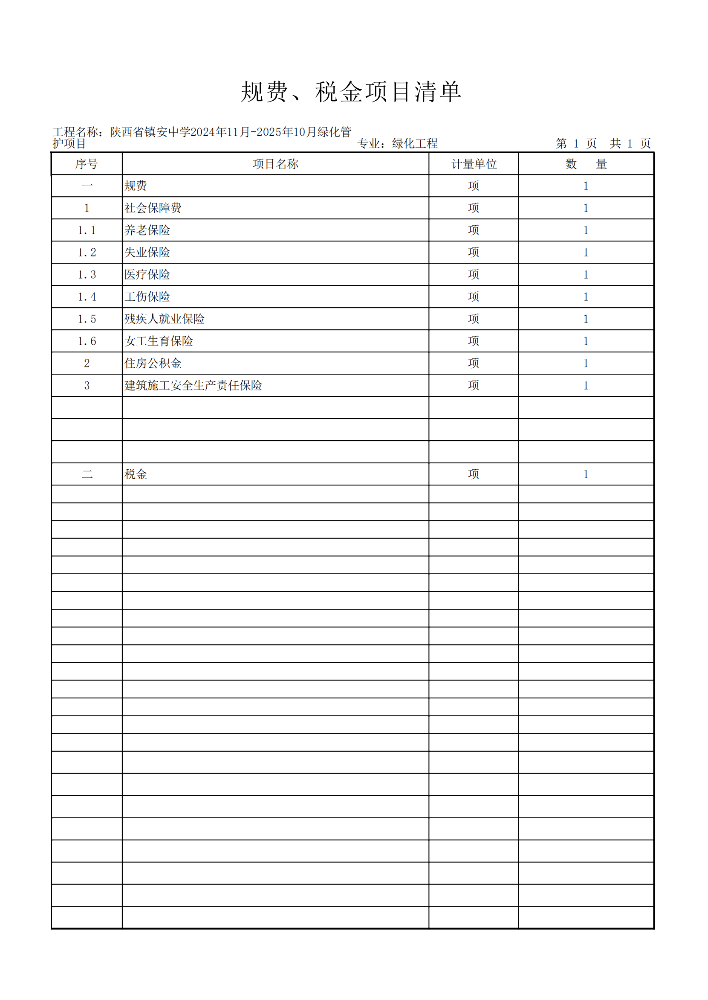 规费、税金项目清单
工程名称：陕西省镇安中学2024年11月-2025年10月绿化管
护项目 专业：绿化工程 第 1 页 共 1 页
序号 项目名称 计量单位 数 量
一 规费 项 1
1 社会保障费 项 1
1.1 养老保险 项 1
1.2 失业保险 项 1
1.3 医疗保险 项 1
1.4 工伤保险 项 1
1.5 残疾人就业保险 项 1
1.6 女工生育保险 项 1
2 住房公积金 项 1
3 建筑施工安全生产责任保险 项 1
二 税金 项 1